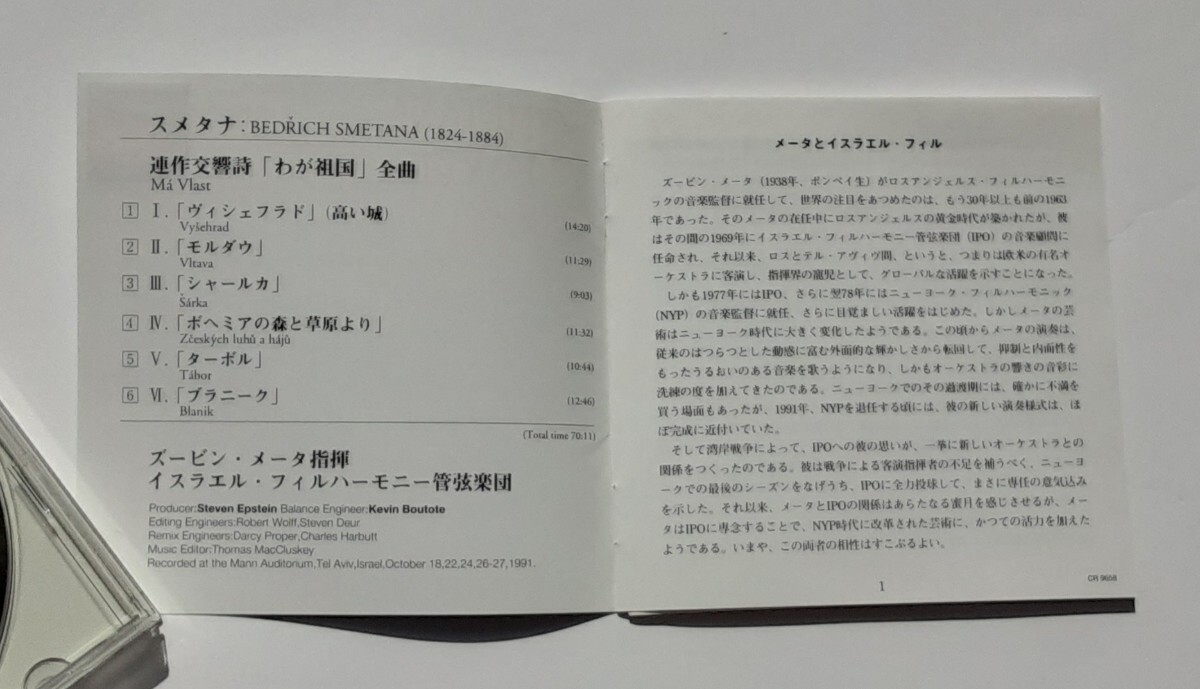 スメタナ:BEDŘICH SMETANA (1824-1884)
連作交響詩「わが祖国」全曲
Má Vlast
1 Ⅰ.「ヴィシェフラド」(高い城)
Vyšehrad (14:20)
2 Ⅱ.「モルダウ」
Vltava (11:29)
3 Ⅲ.「シャールカ」
Šárka (9:03)
4 Ⅳ.「ボヘミアの森と草原より」
Zčeských luhů a hájů (11:32)
5 Ⅴ.「ターボル」
Tábor (10:44)
6 Ⅵ.「ブラニーク」
Blaník (12:46)
(Total time 70:11)
ズービン・メータ指揮
イスラエル・フィルハーモニー管弦楽団
Producer:Steven Epstein Balance Engineer:Kevin Boutote
Editing Engineers:Robert Wolff,Steven Deur
Remix Engineers:Darcy Proper,Charles Harbutt
Music Editor:Thomas MacCluskey
Recorded at the Mann Auditorium,Tel Aviv,Israel,October 18,22,24,26-27,1991.
メータとイスラエル・フィル
ズービン・メータ(1938年、ボンベイ生)がロスアンジェルス・フィルハーモニ
ックの音楽監督に就任して、世界の注目をあつめたのは、もう30年以上も前の1963
年であった。そのメータの在任中にロスアンジェルスの黄金時代が築かれたが、彼
はその間の1969年にイスラエル・フィルハーモニー管弦楽団(IPO)の音楽顧問に
任命され、それ以来、ロスとテル・アヴィヴ間、というと、つまりは欧米の有名オ
ーケストラに客演し、指揮界の寵児として、グローバルな活躍を示すことになった。
しかも1977年にはIPO、さらに翌78年にはニューヨーク・フィルハーモニック
(NYP)の音楽監督に就任、さらに目覚ましい活躍をはじめた。しかしメータの芸
術はニューヨーク時代に大きく変化したようである。この頃からメータの演奏は、
従来のはつらつとした動感に富む外面的な輝かしさから転回して、抑制と内面性を
もったうるおいのある音楽を歌うようになり、しかもオーケストラの響きの音彩に
洗練の度を加えてきたのである。ニューヨークでのその過渡期には、確かに不満を
買う場面もあったが、1991年、NYPを退任する頃には、彼の新しい演奏様式は、ほ
ぼ完成に近付いていた。
そして湾岸戦争によって、IPOへの彼の思いが、一挙に新しいオーケストラとの
関係をつくったのである。彼は戦争による客演指揮者の不足を補うべく、ニューヨ
ークでの最後のシーズンをなげうち、IPOに全力投球して、まさに専任の意気込み
を示した。それ以来、メータとIPOの関係はあらたなる蜜月を感じさせるが、メー
タはIPOに専念することで、NYP時代に改革された芸術に、かつての活力を加えた
ようである。いまや、この両者の相性はすこぶるよい。
1
CR 9658